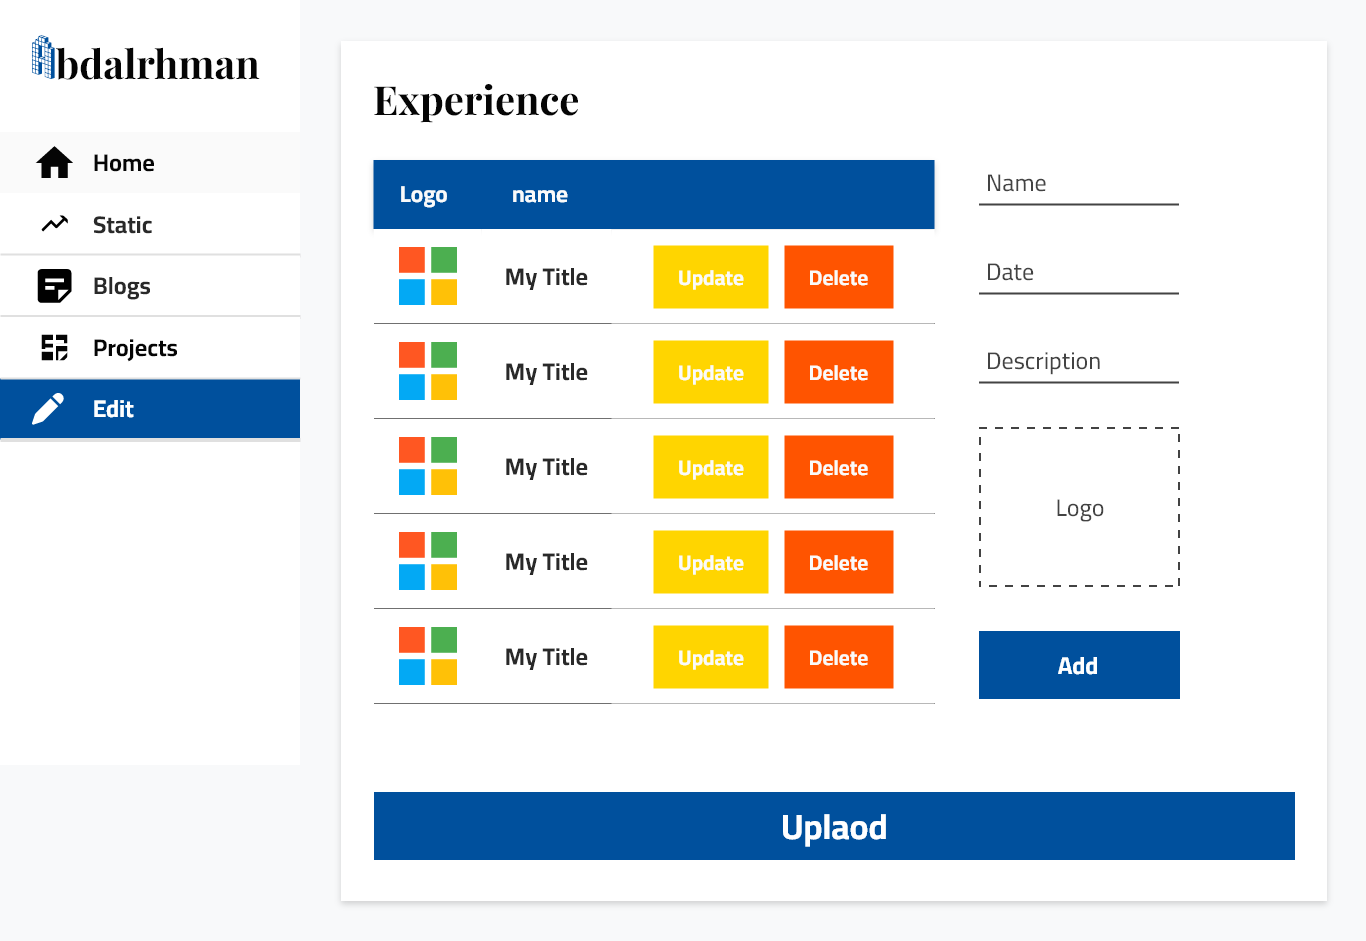 Abdalrhman
Home
Static
Blogs
Projects
Edit
Experience
Logo name
My Title Update Delete
My Title Update Delete
My Title Update Delete
My Title Update Delete
My Title Update Delete
Name
Date
Description
Logo
Add
Uplaod